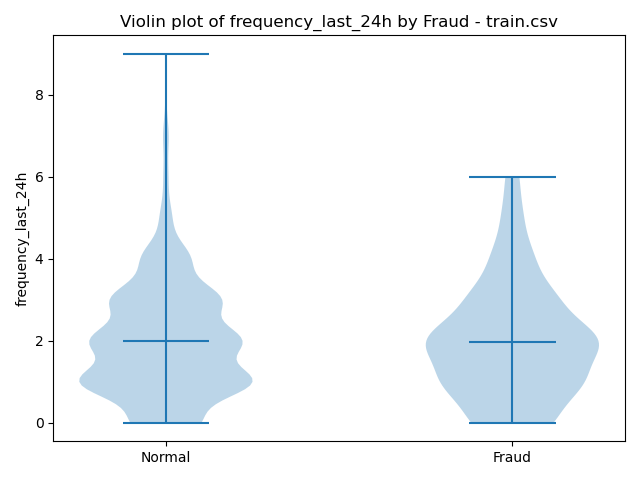 Violin plot of frequency_last_24h by Fraud - train.csv
frequency_last_24h
8
6
4
2
0
Normal
Fraud